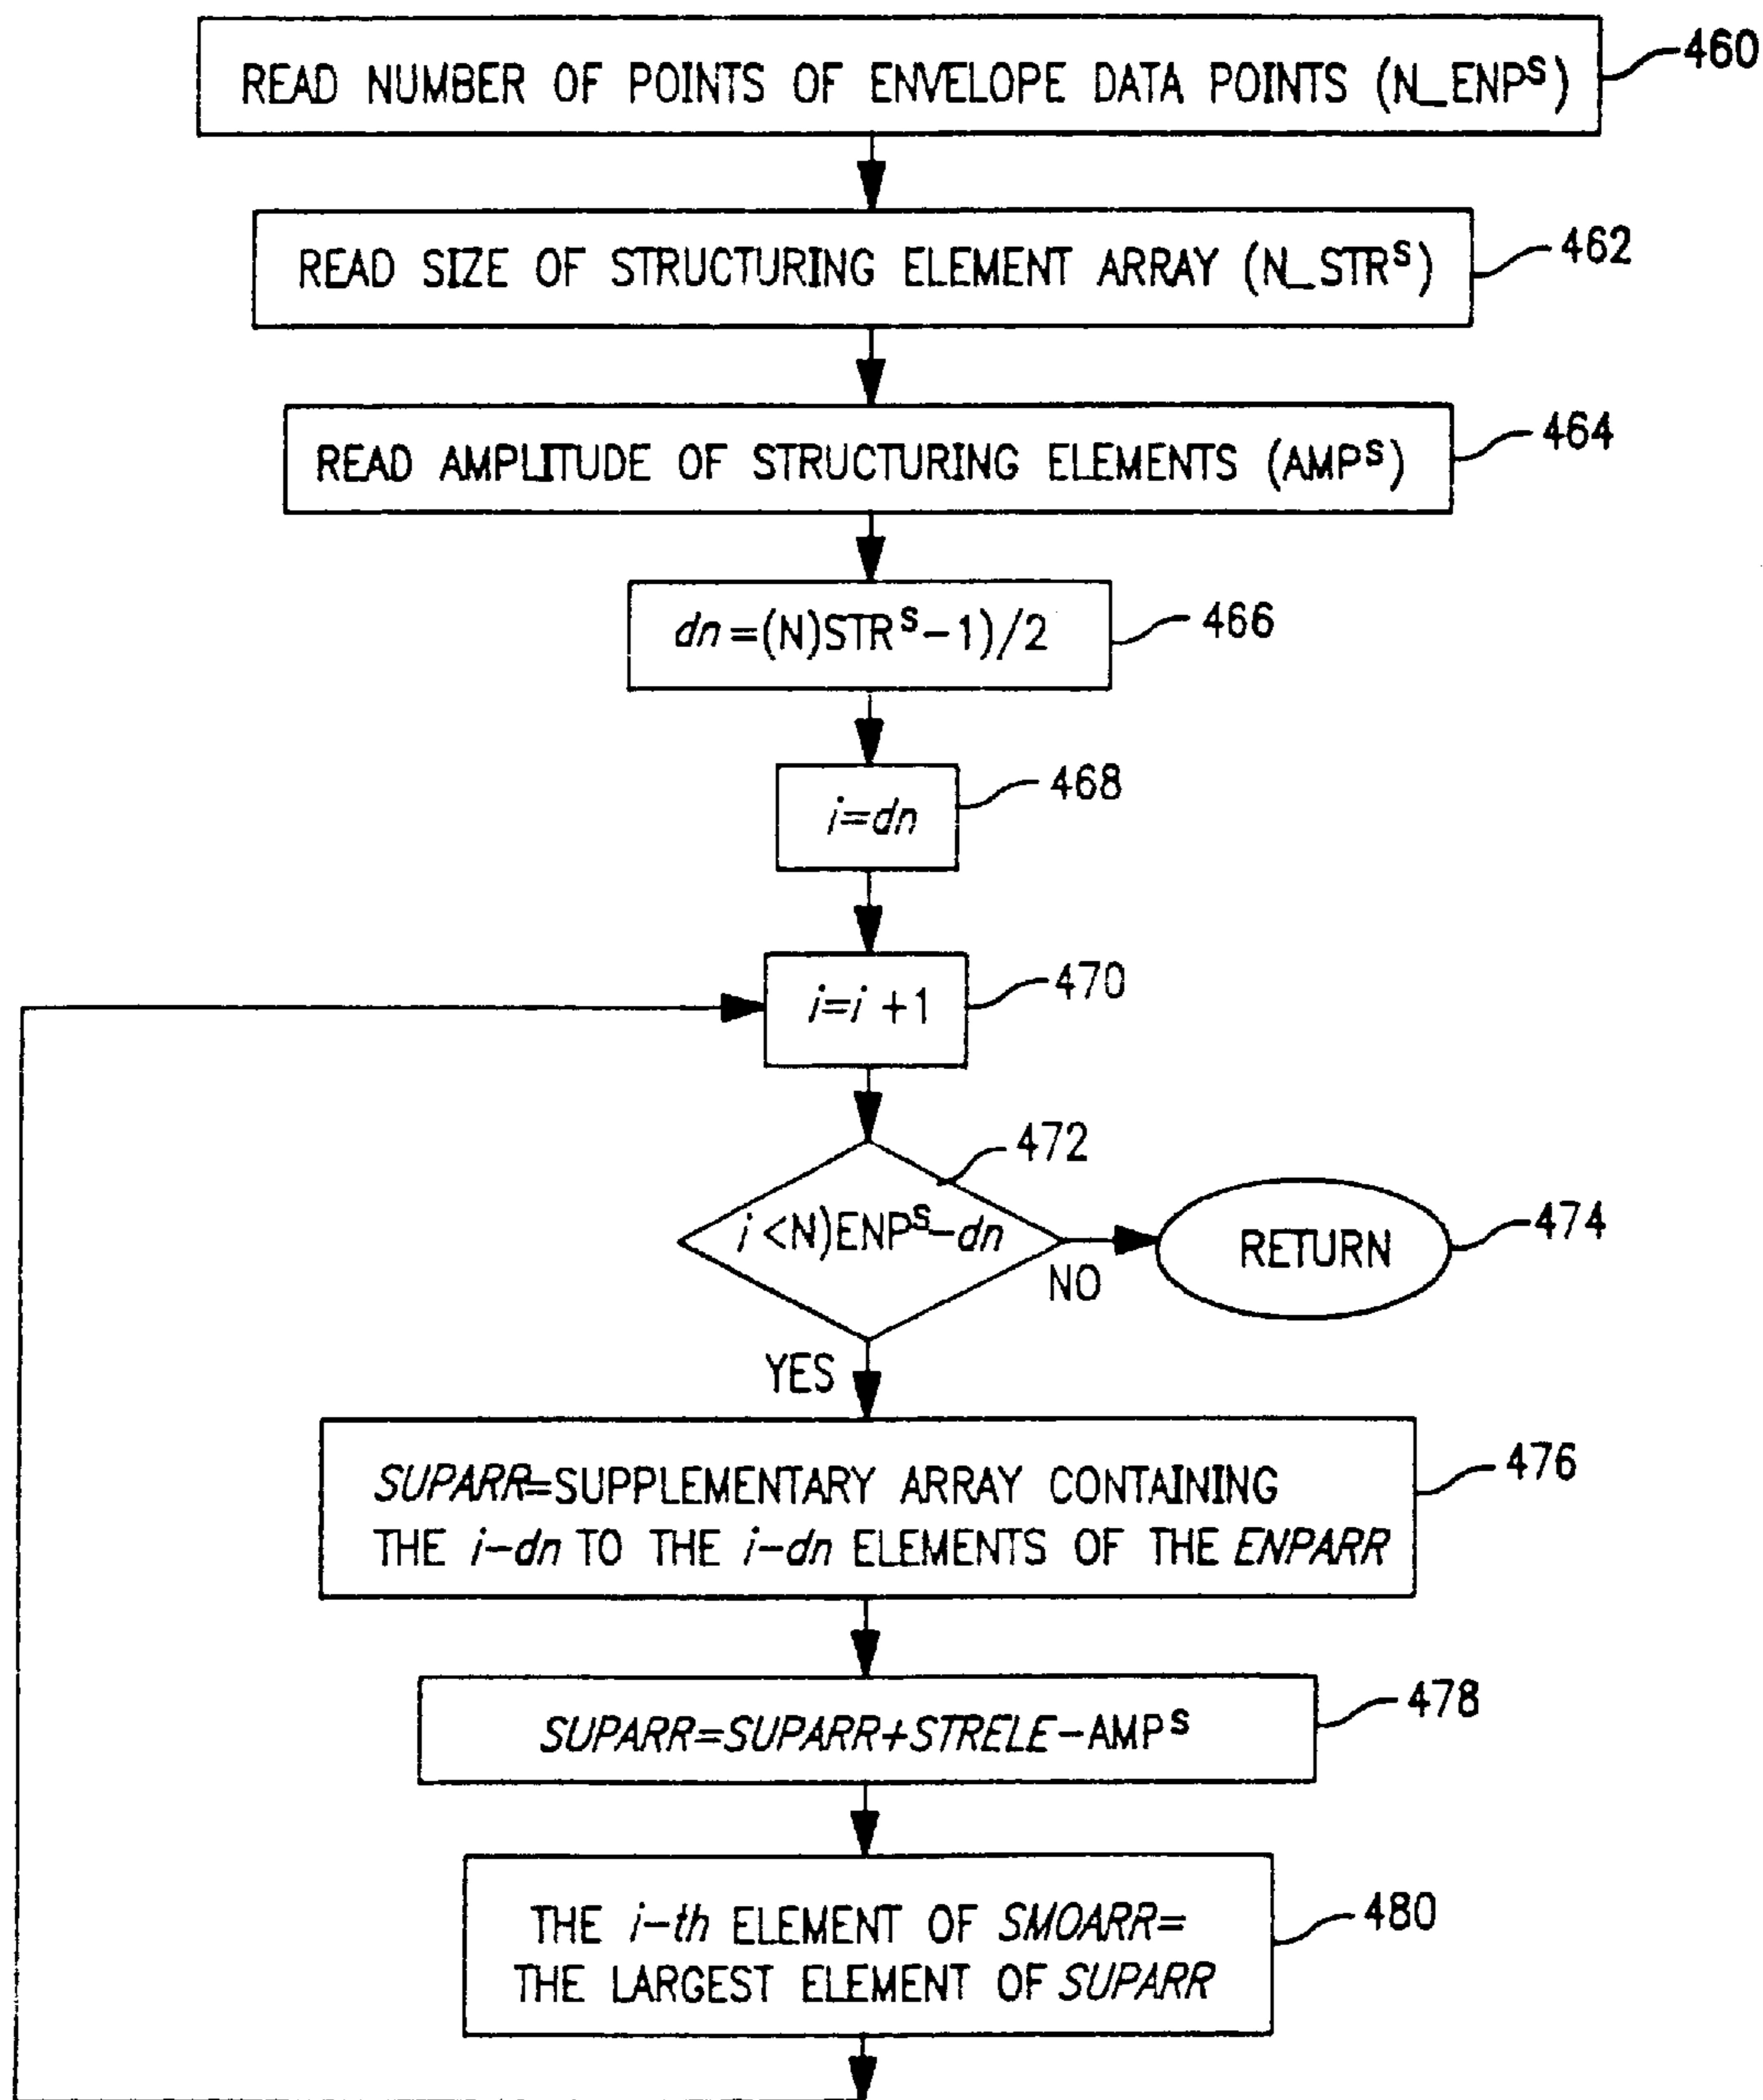 READ NUMBER OF POINTS OF ENVELOPE DATA POINTS (N_ENPS)
460
READ SIZE OF STRUCTURING ELEMENT ARRAY (N_STRS)
462
READ AMPLITUDE OF STRUCTURING ELEMENTS (AMPS)
464
dn=(N)STRS-1)/2
466
i=dn
468
i=i+1
470
472
i<N)ENPS-dn
NO
RETURN
474
YES
SUPARR=SUPPLEMENTARY ARRAY CONTAINING
THE i-dn TO THE i-dn ELEMENTS OF THE ENPARR
476
SUPARR=SUPARR+STRELE-AMPS
478
THE i-th ELEMENT OF SMOARR=
THE LARGEST ELEMENT OF SUPARR
480